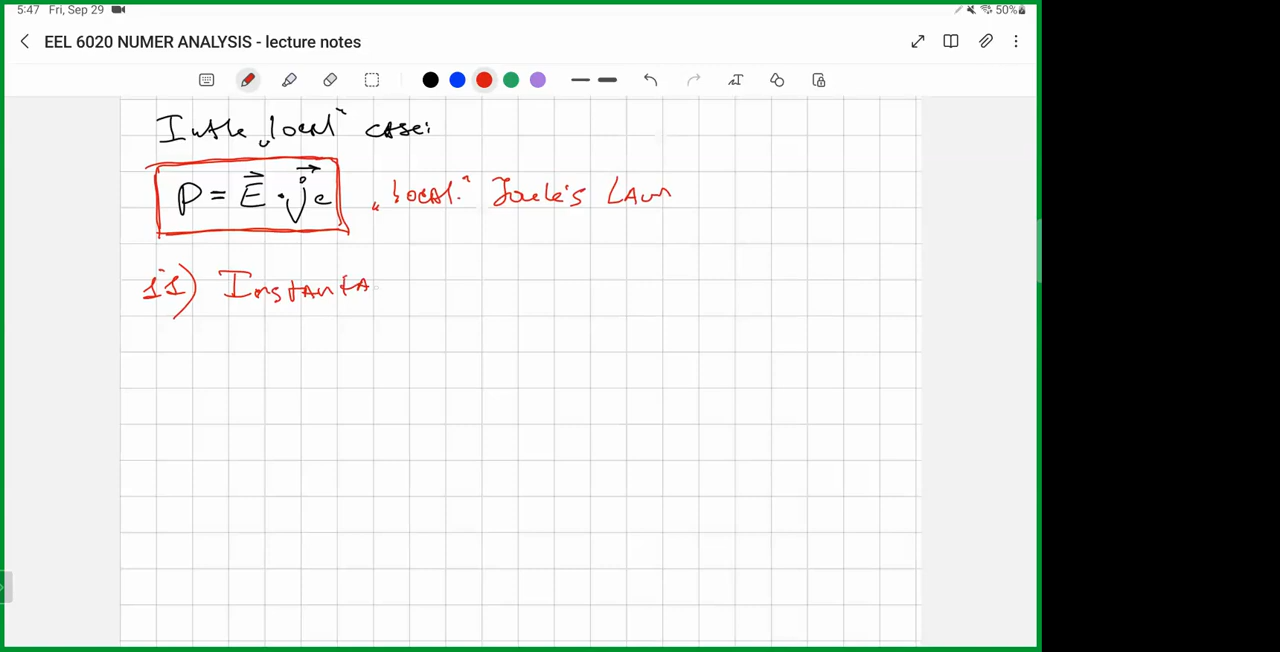 5:47 Fri, Sep 29
50%
EEL 6020 NUMER ANALYSIS - lecture notes
In the „local" case:
P = E⃗ · j⃗e
„local" Joule's Law
ii) Instanta